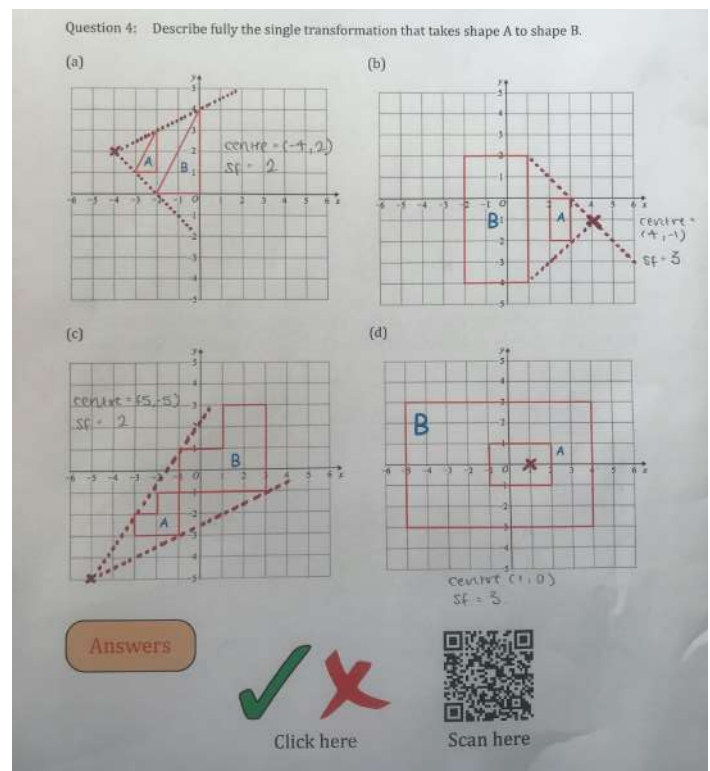 Question 4: Describe fully the single transformation that takes shape A to shape B.
(a)
(b)
A
B
centre = (-4, 2)
sf = 2
B
A
centre =
(4, -1)
sf = 3
(c)
(d)
centre = (5,-5)
sf = 2
B
A
B
A
centre (1, 0)
sf = 3
Answers
Click here
Scan here